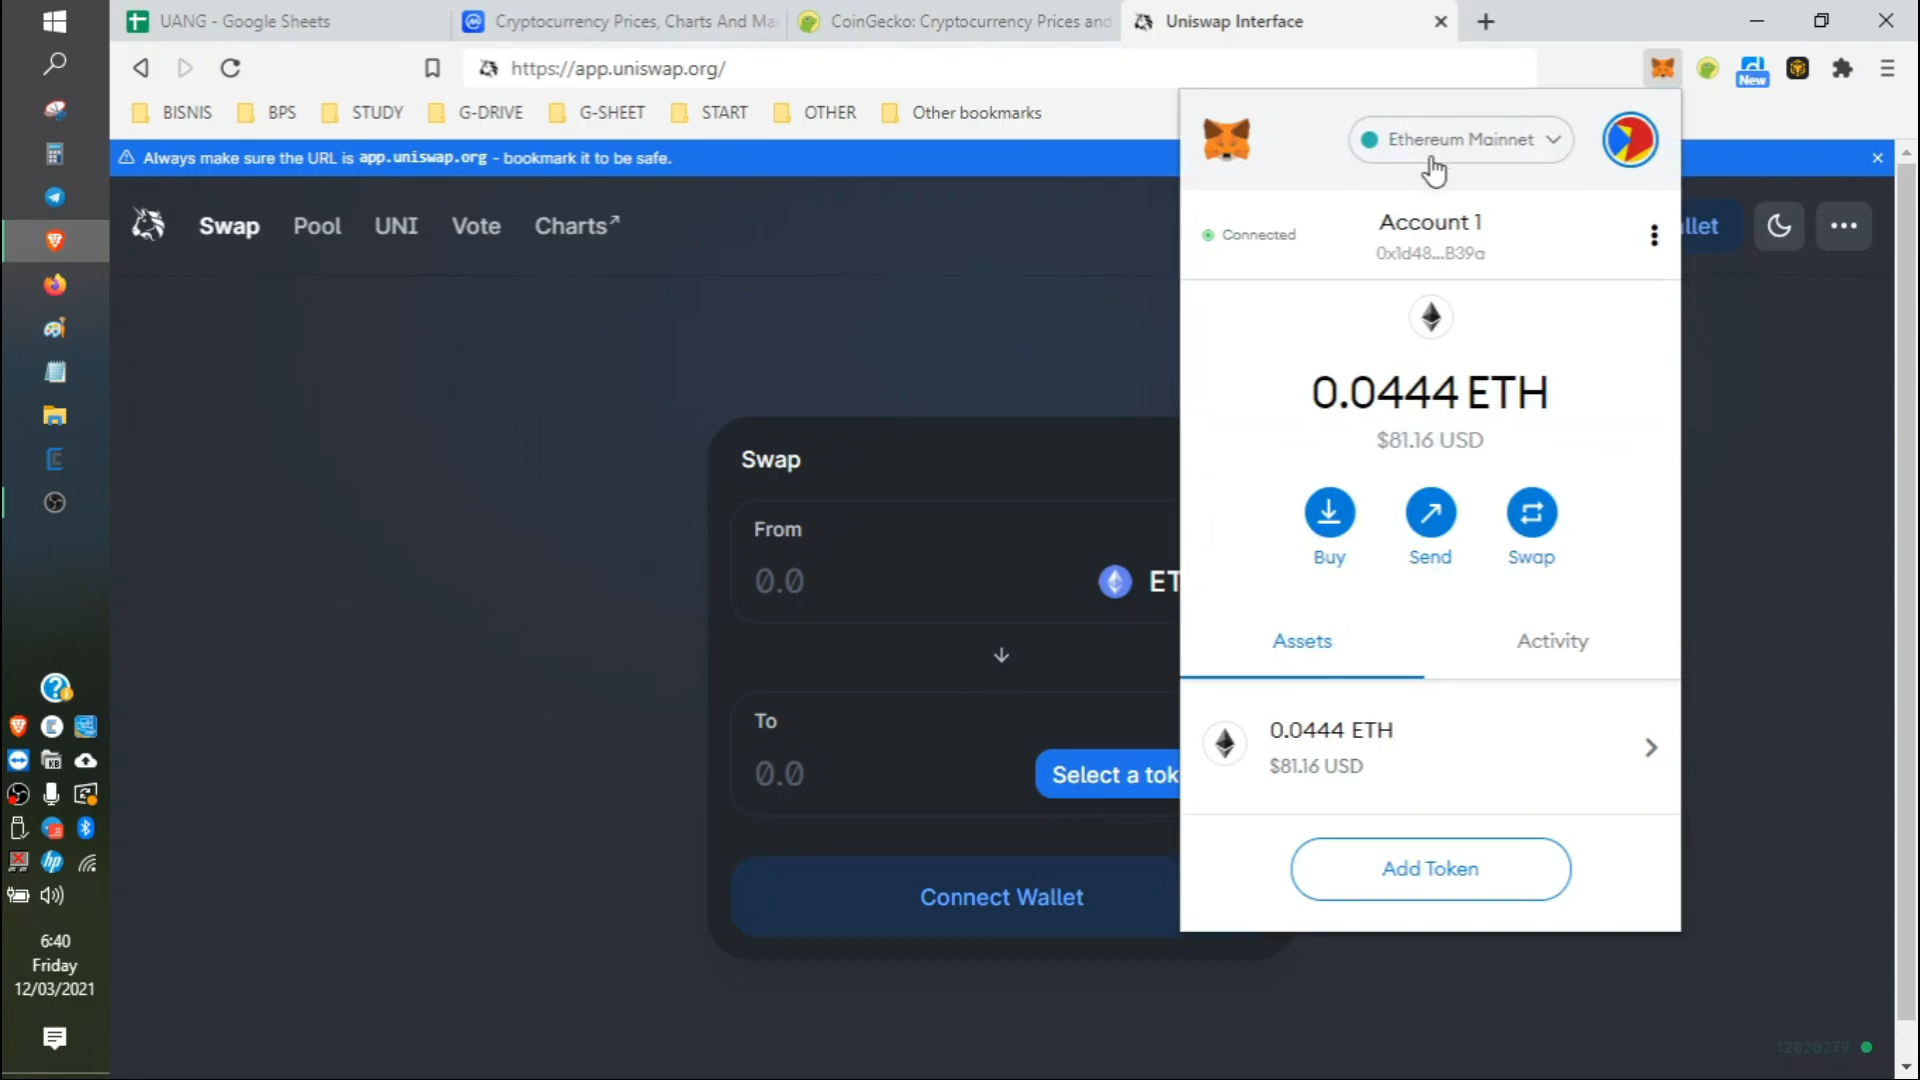 UANG - Google Sheets
Cryptocurrency Prices, Charts And Ma
CoinGecko: Cryptocurrency Prices and
Uniswap Interface
https://app.uniswap.org/
New
BISNIS
BPS
STUDY
G-DRIVE
G-SHEET
START
OTHER
Other bookmarks
Always make sure the URL is app.uniswap.org - bookmark it to be safe.
Swap
Pool
UNI
Vote
Charts↗
llet
Ethereum Mainnet
Connected
Account 1
0x1d48...B39a
0.0444 ETH
$81.16 USD
Buy
Send
Swap
Assets
Activity
0.0444 ETH
$81.16 USD
Add Token
Swap
From
0.0
ET
To
0.0
Select a tok
Connect Wallet
6:40
Friday
12/03/2021
12020279